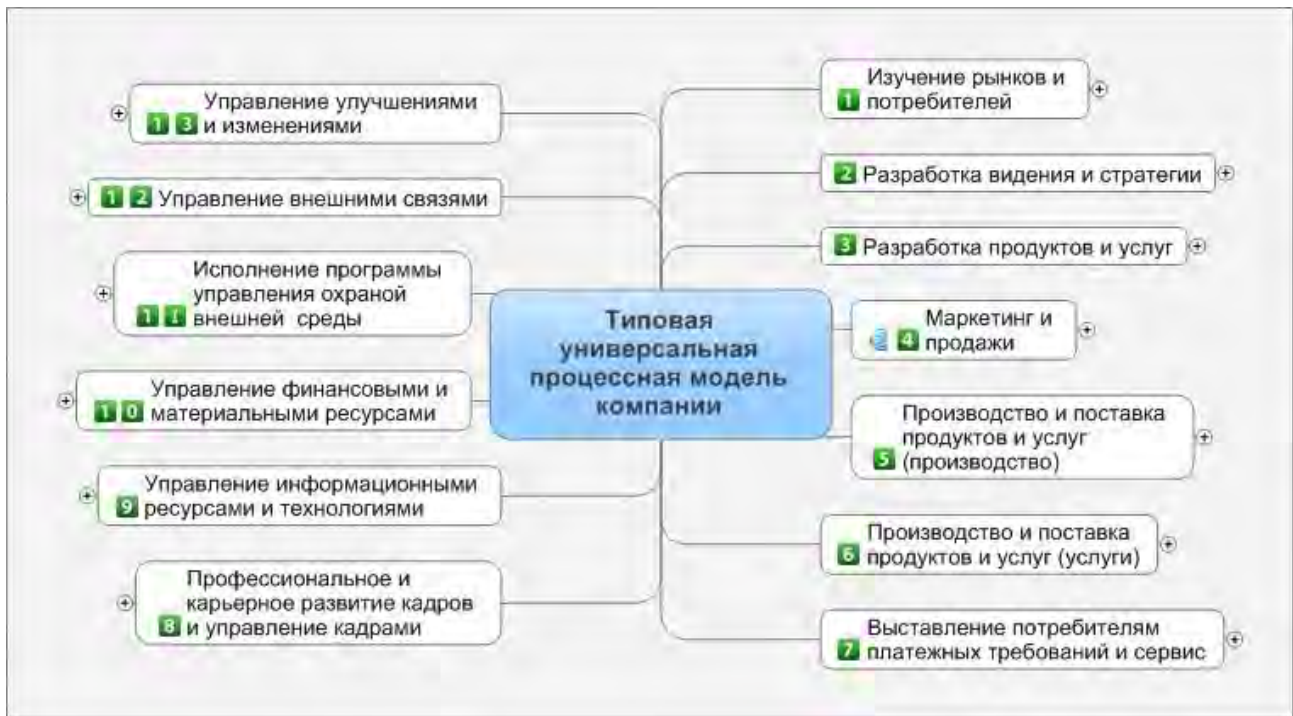 Типовая
универсальная
процессная модель
компании
1 Изучение рынков и
потребителей
2 Разработка видения и стратегии
3 Разработка продуктов и услуг
4 Маркетинг и
продажи
Производство и поставка
продуктов и услуг
5 (производство)
Производство и поставка
6 продуктов и услуг (услуги)
Выставление потребителям
7 платежных требований и сервис
Профессиональное и
карьерное развитие кадров
8 и управление кадрами
Управление информационными
9 ресурсами и технологиями
Управление финансовыми и
1 0 материальными ресурсами
Исполнение программы
управления охраной
1 1 внешней среды
1 2 Управление внешними связями
Управление улучшениями
1 3 и изменениями